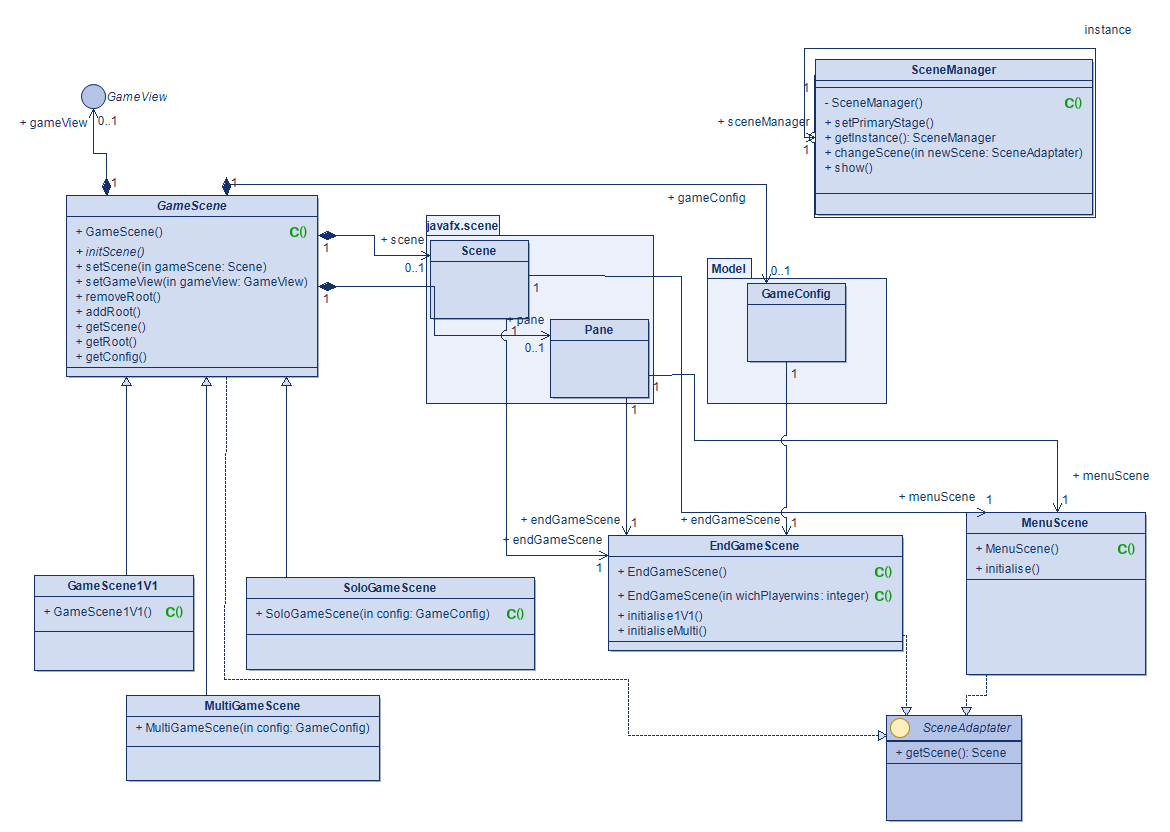 instance
SceneManager
1
- SceneManager() C()
+ setPrimaryStage()
+ getInstance(): SceneManager
+ changeScene(in newScene: SceneAdaptater)
+ show()
+ sceneManager
1
GameView
+ gameView
0..1
1
1
GameScene
+ GameScene() C()
+ initScene()
+ setScene(in gameScene: Scene)
+ setGameView(in gameView: GameView)
+ removeRoot()
+ addRoot()
+ getScene()
+ getRoot()
+ getConfig()
1
1
+ scene
0..1
javafx.scene
Scene
1
1
+ pane
0..1
Pane
1
1
+ gameConfig
0..1
Model
GameConfig
1
+ menuScene
1
+ menuScene
1
MenuScene
+ MenuScene() C()
+ initialise()
+ endGameScene
1
+ endGameScene
1
+ endGameScene
1
EndGameScene
+ EndGameScene() C()
+ EndGameScene(in wichPlayerwins: integer) C()
+ initialise1V1()
+ initialiseMulti()
GameScene1V1
+ GameScene1V1() C()
SoloGameScene
+ SoloGameScene(in config: GameConfig) C()
MultiGameScene
+ MultiGameScene(in config: GameConfig)
SceneAdaptater
+ getScene(): Scene